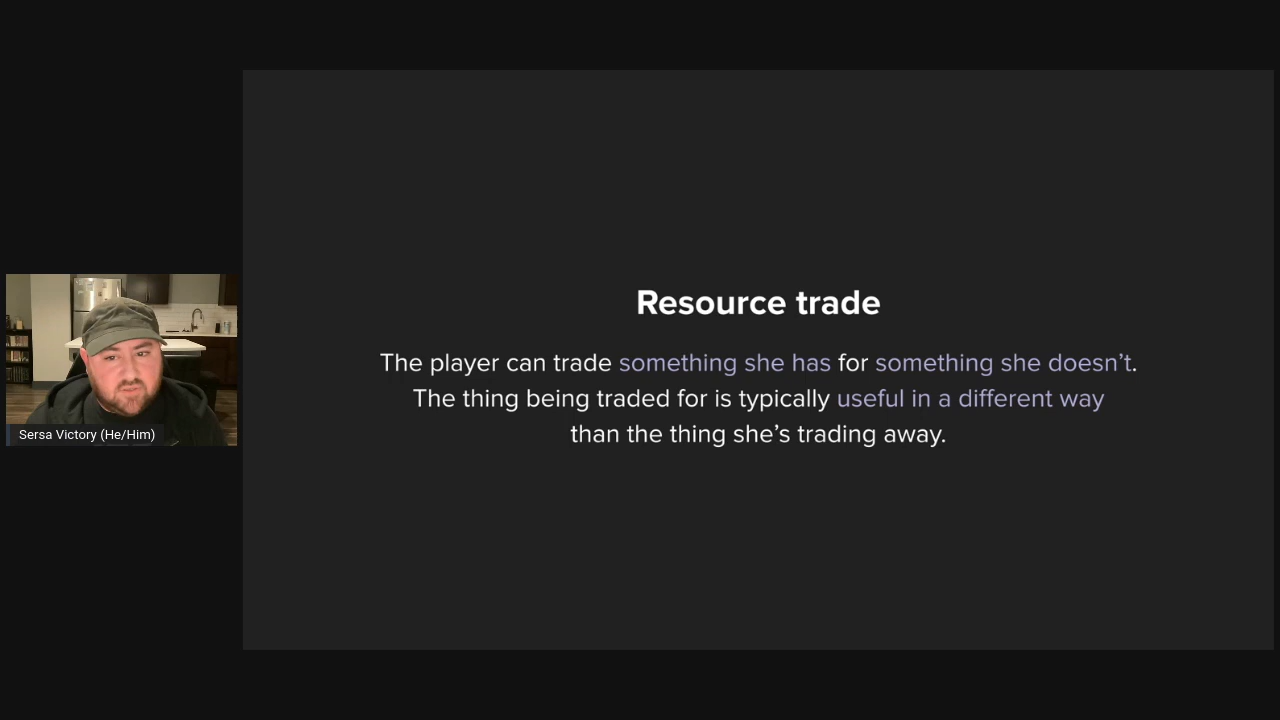 Resource trade
The player can trade something she has for something she doesn’t.
The thing being traded for is typically useful in a different way
than the thing she’s trading away.
Sersa Victory (He/Him)